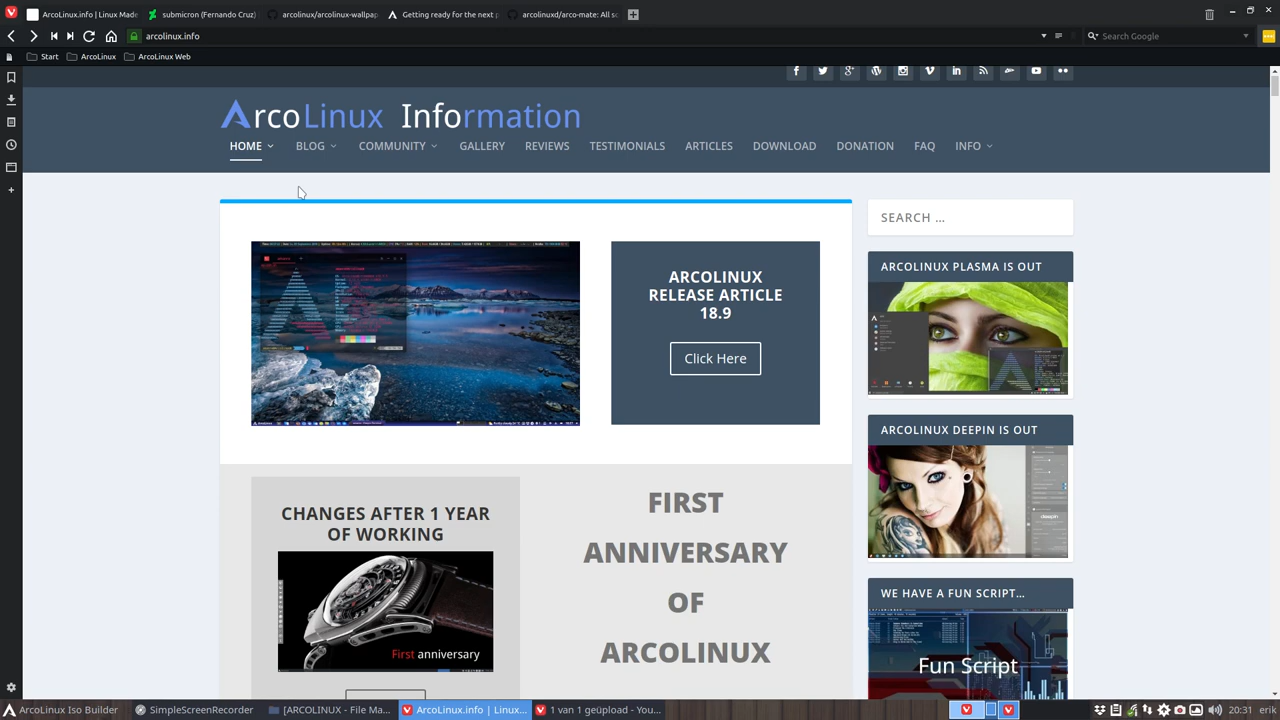 ArcoLinux.info | Linux Made
submicron (Fernando Cruz)
arcolinux/arcolinux-wallpap
Getting ready for the next p
arcolinuxd/arco-mate: All sc
arcolinux.info
Search Google
Start
ArcoLinux
ArcoLinux Web
ArcoLinux Information
HOME
BLOG
COMMUNITY
GALLERY
REVIEWS
TESTIMONIALS
ARTICLES
DOWNLOAD
DONATION
FAQ
INFO
SEARCH …
ARCOLINUX
RELEASE ARTICLE
18.9
Click Here
ARCOLINUX PLASMA IS OUT
ARCOLINUX DEEPIN IS OUT
CHANGES AFTER 1 YEAR
OF WORKING
First anniversary
FIRST
ANNIVERSARY
OF
ARCOLINUX
WE HAVE A FUN SCRIPT…
Fun Script
ArcoLinux Iso Builder
SimpleScreenRecorder
[ARCOLINUX - File Ma...
ArcoLinux.info | Linux...
1 van 1 geüpload - You...
20:31
erik